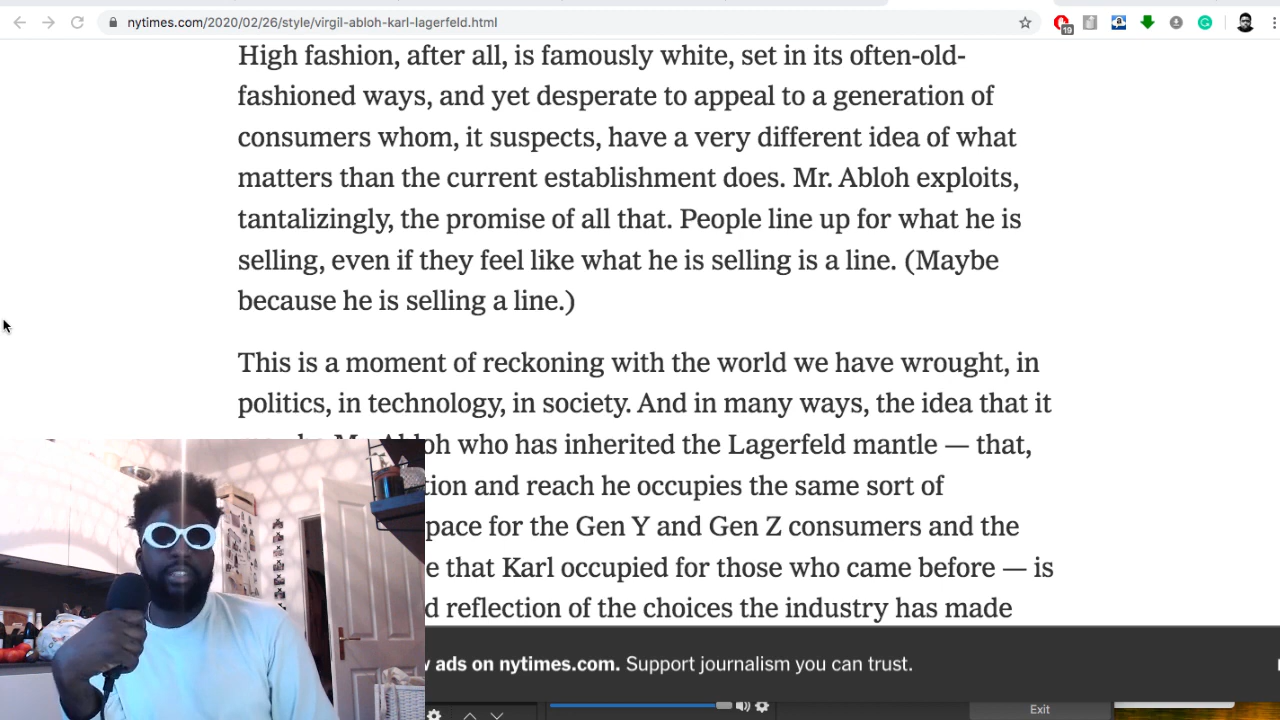 nytimes.com/2020/02/26/style/virgil-abloh-karl-lagerfeld.html
19
High fashion, after all, is famously white, set in its often-old-
fashioned ways, and yet desperate to appeal to a generation of
consumers whom, it suspects, have a very different idea of what
matters than the current establishment does. Mr. Abloh exploits,
tantalizingly, the promise of all that. People line up for what he is
selling, even if they feel like what he is selling is a line. (Maybe
because he is selling a line.)
This is a moment of reckoning with the world we have wrought, in
politics, in technology, in society. And in many ways, the idea that it
Mr. Abloh who has inherited the Lagerfeld mantle — that,
tion and reach he occupies the same sort of
pace for the Gen Y and Gen Z consumers and the
e that Karl occupied for those who came before — is
d reflection of the choices the industry has made
ads on nytimes.com. Support journalism you can trust.
Exit